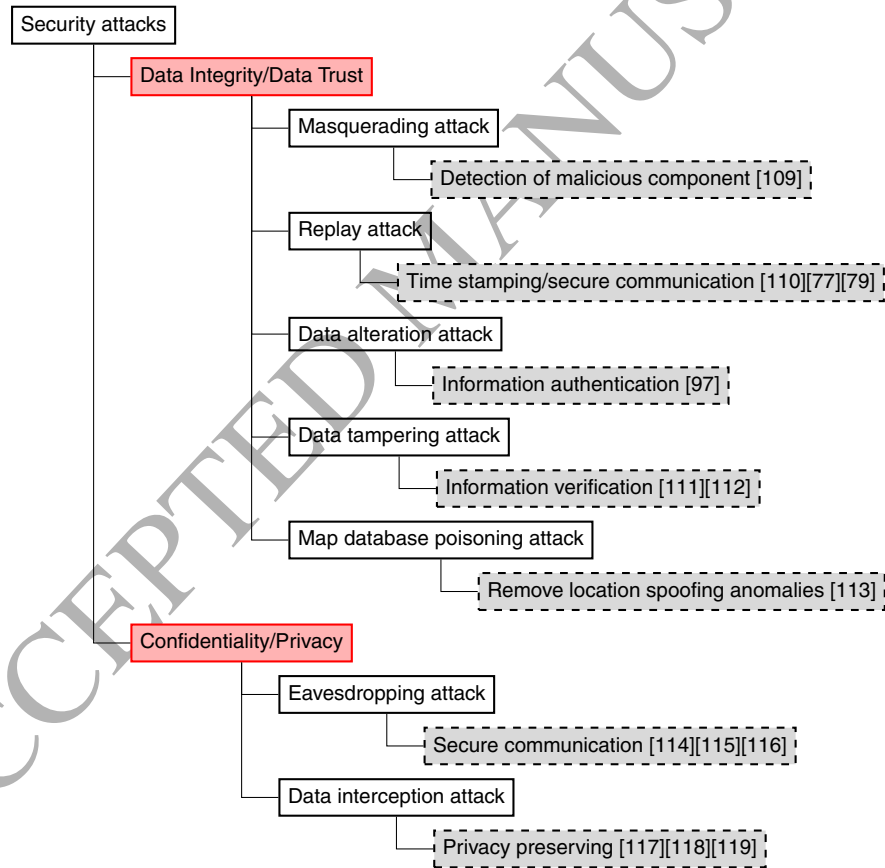 Security attacks
Data Integrity/Data Trust
Masquerading attack
Detection of malicious component [109]
Replay attack
Time stamping/secure communication [110][77][79]
Data alteration attack
Information authentication [97]
Data tampering attack
Information verification [111][112]
Map database poisoning attack
Remove location spoofing anomalies [113]
Confidentiality/Privacy
Eavesdropping attack
Secure communication [114][115][116]
Data interception attack
Privacy preserving [117][118][119]
CCEPTED MANUS